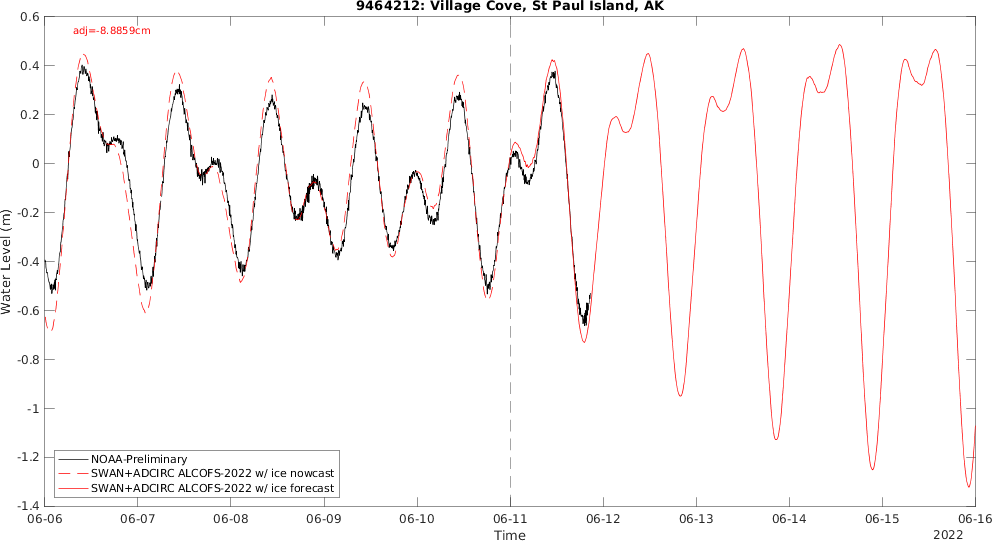 9464212: Village Cove, St Paul Island, AK
adj=-8.8859cm
0.6
0.4
0.2
0
-0.2
-0.4
-0.6
-0.8
-1
-1.2
-1.4
Water Level (m)
NOAA-Preliminary
SWAN+ADCIRC ALCOFS-2022 w/ ice nowcast
SWAN+ADCIRC ALCOFS-2022 w/ ice forecast
06-06 06-07 06-08 06-09 06-10 06-11 06-12 06-13 06-14 06-15 06-16
Time
2022